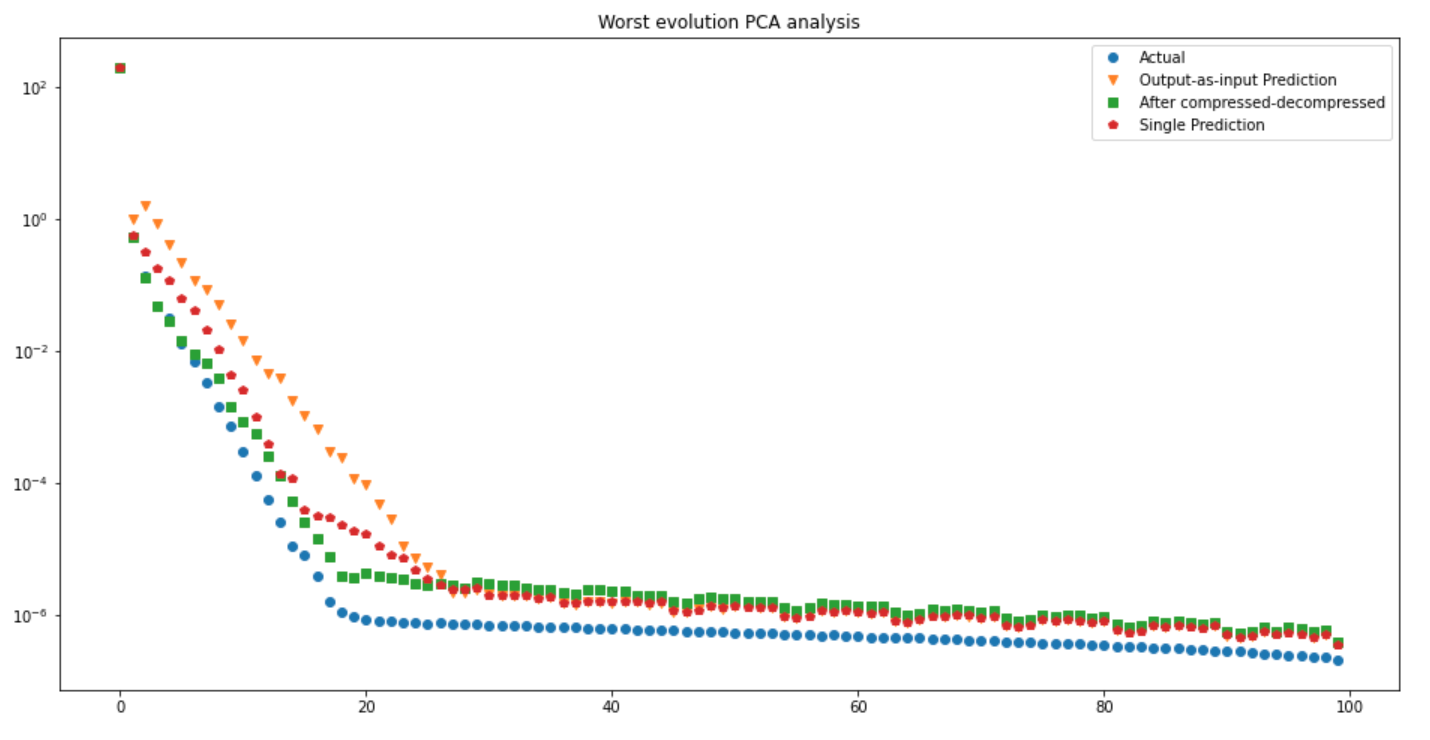 Worst evolution PCA analysis
Actual
Output-as-input Prediction
After compressed-decompressed
Single Prediction
10²
10⁰
10⁻²
10⁻⁴
10⁻⁶
0 20 40 60 80 100